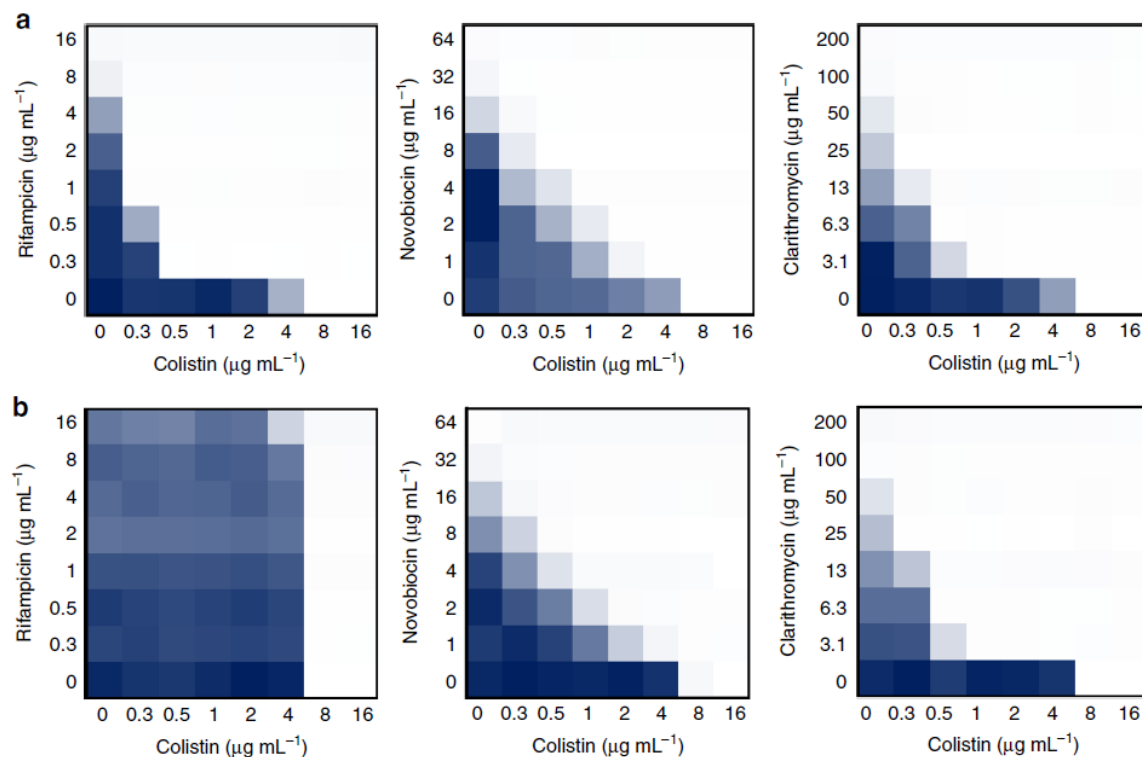 a
Rifampicin (µg mL⁻¹)
16
8
4
2
1
0.5
0.3
0
0 0.3 0.5 1 2 4 8 16
Colistin (µg mL⁻¹)
Novobiocin (µg mL⁻¹)
64
32
16
8
4
2
1
0
0 0.3 0.5 1 2 4 8 16
Colistin (µg mL⁻¹)
Clarithromycin (µg mL⁻¹)
200
100
50
25
13
6.3
3.1
0
0 0.3 0.5 1 2 4 8 16
Colistin (µg mL⁻¹)
b
Rifampicin (µg mL⁻¹)
16
8
4
2
1
0.5
0.3
0
0 0.3 0.5 1 2 4 8 16
Colistin (µg mL⁻¹)
Novobiocin (µg mL⁻¹)
64
32
16
8
4
2
1
0
0 0.3 0.5 1 2 4 8 16
Colistin (µg mL⁻¹)
Clarithromycin (µg mL⁻¹)
200
100
50
25
13
6.3
3.1
0
0 0.3 0.5 1 2 4 8 16
Colistin (µg mL⁻¹)